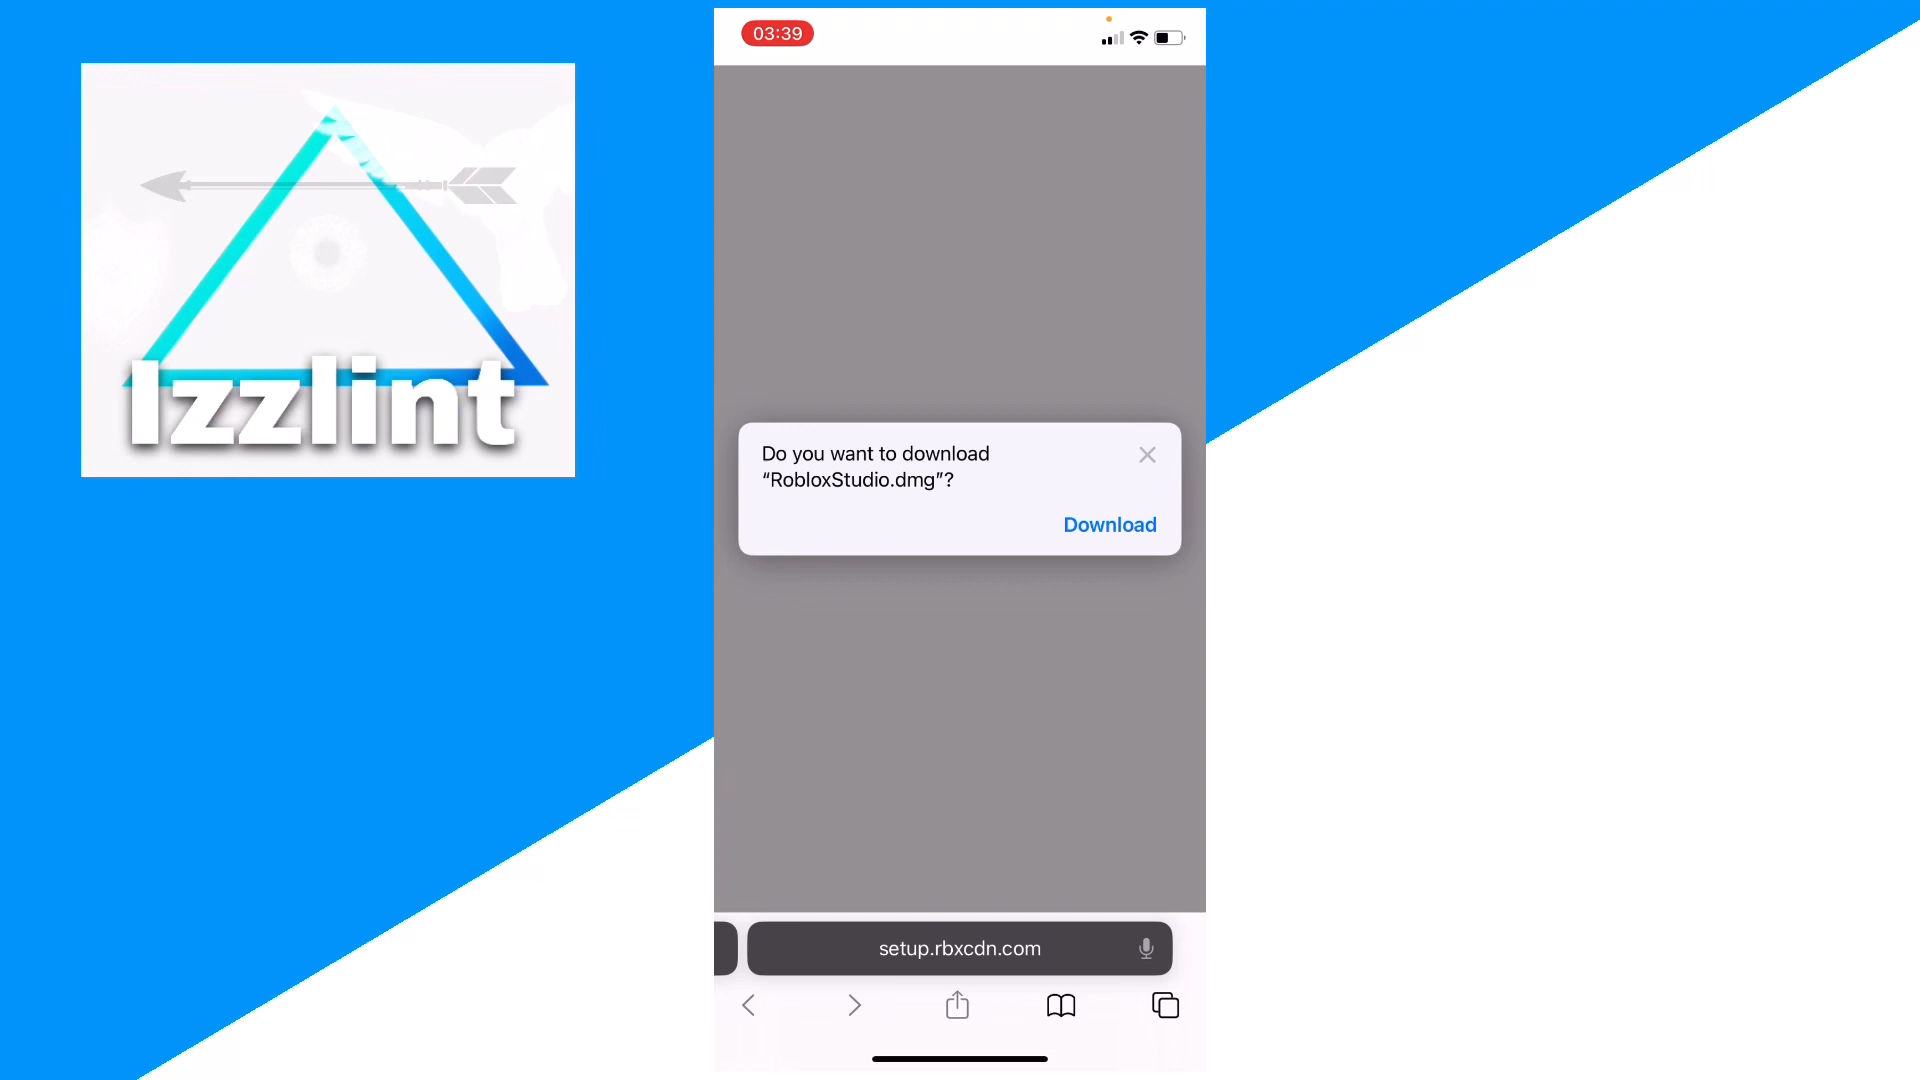 Izzlint
03:39
Do you want to download
“RobloxStudio.dmg”?
Download
setup.rbxcdn.com